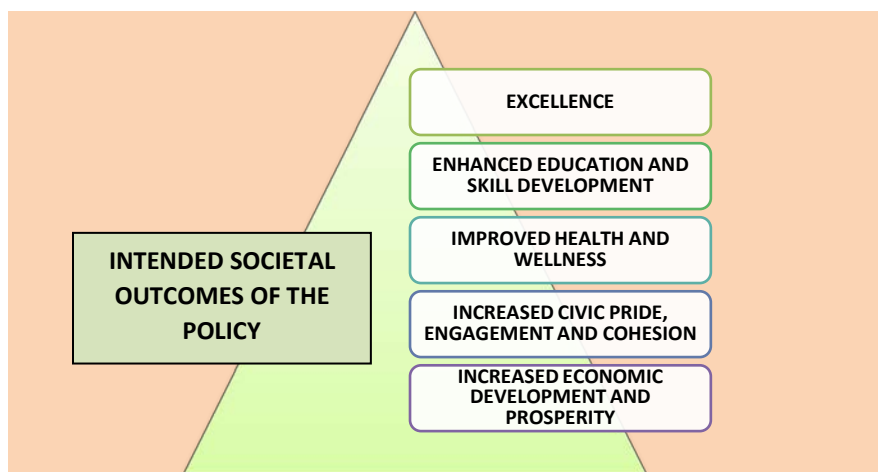 EXCELLENCE
ENHANCED EDUCATION AND
SKILL DEVELOPMENT
IMPROVED HEALTH AND
WELLNESS
INTENDED SOCIETAL
OUTCOMES OF THE
POLICY
INCREASED CIVIC PRIDE,
ENGAGEMENT AND COHESION
INCREASED ECONOMIC
DEVELOPMENT AND
PROSPERITY